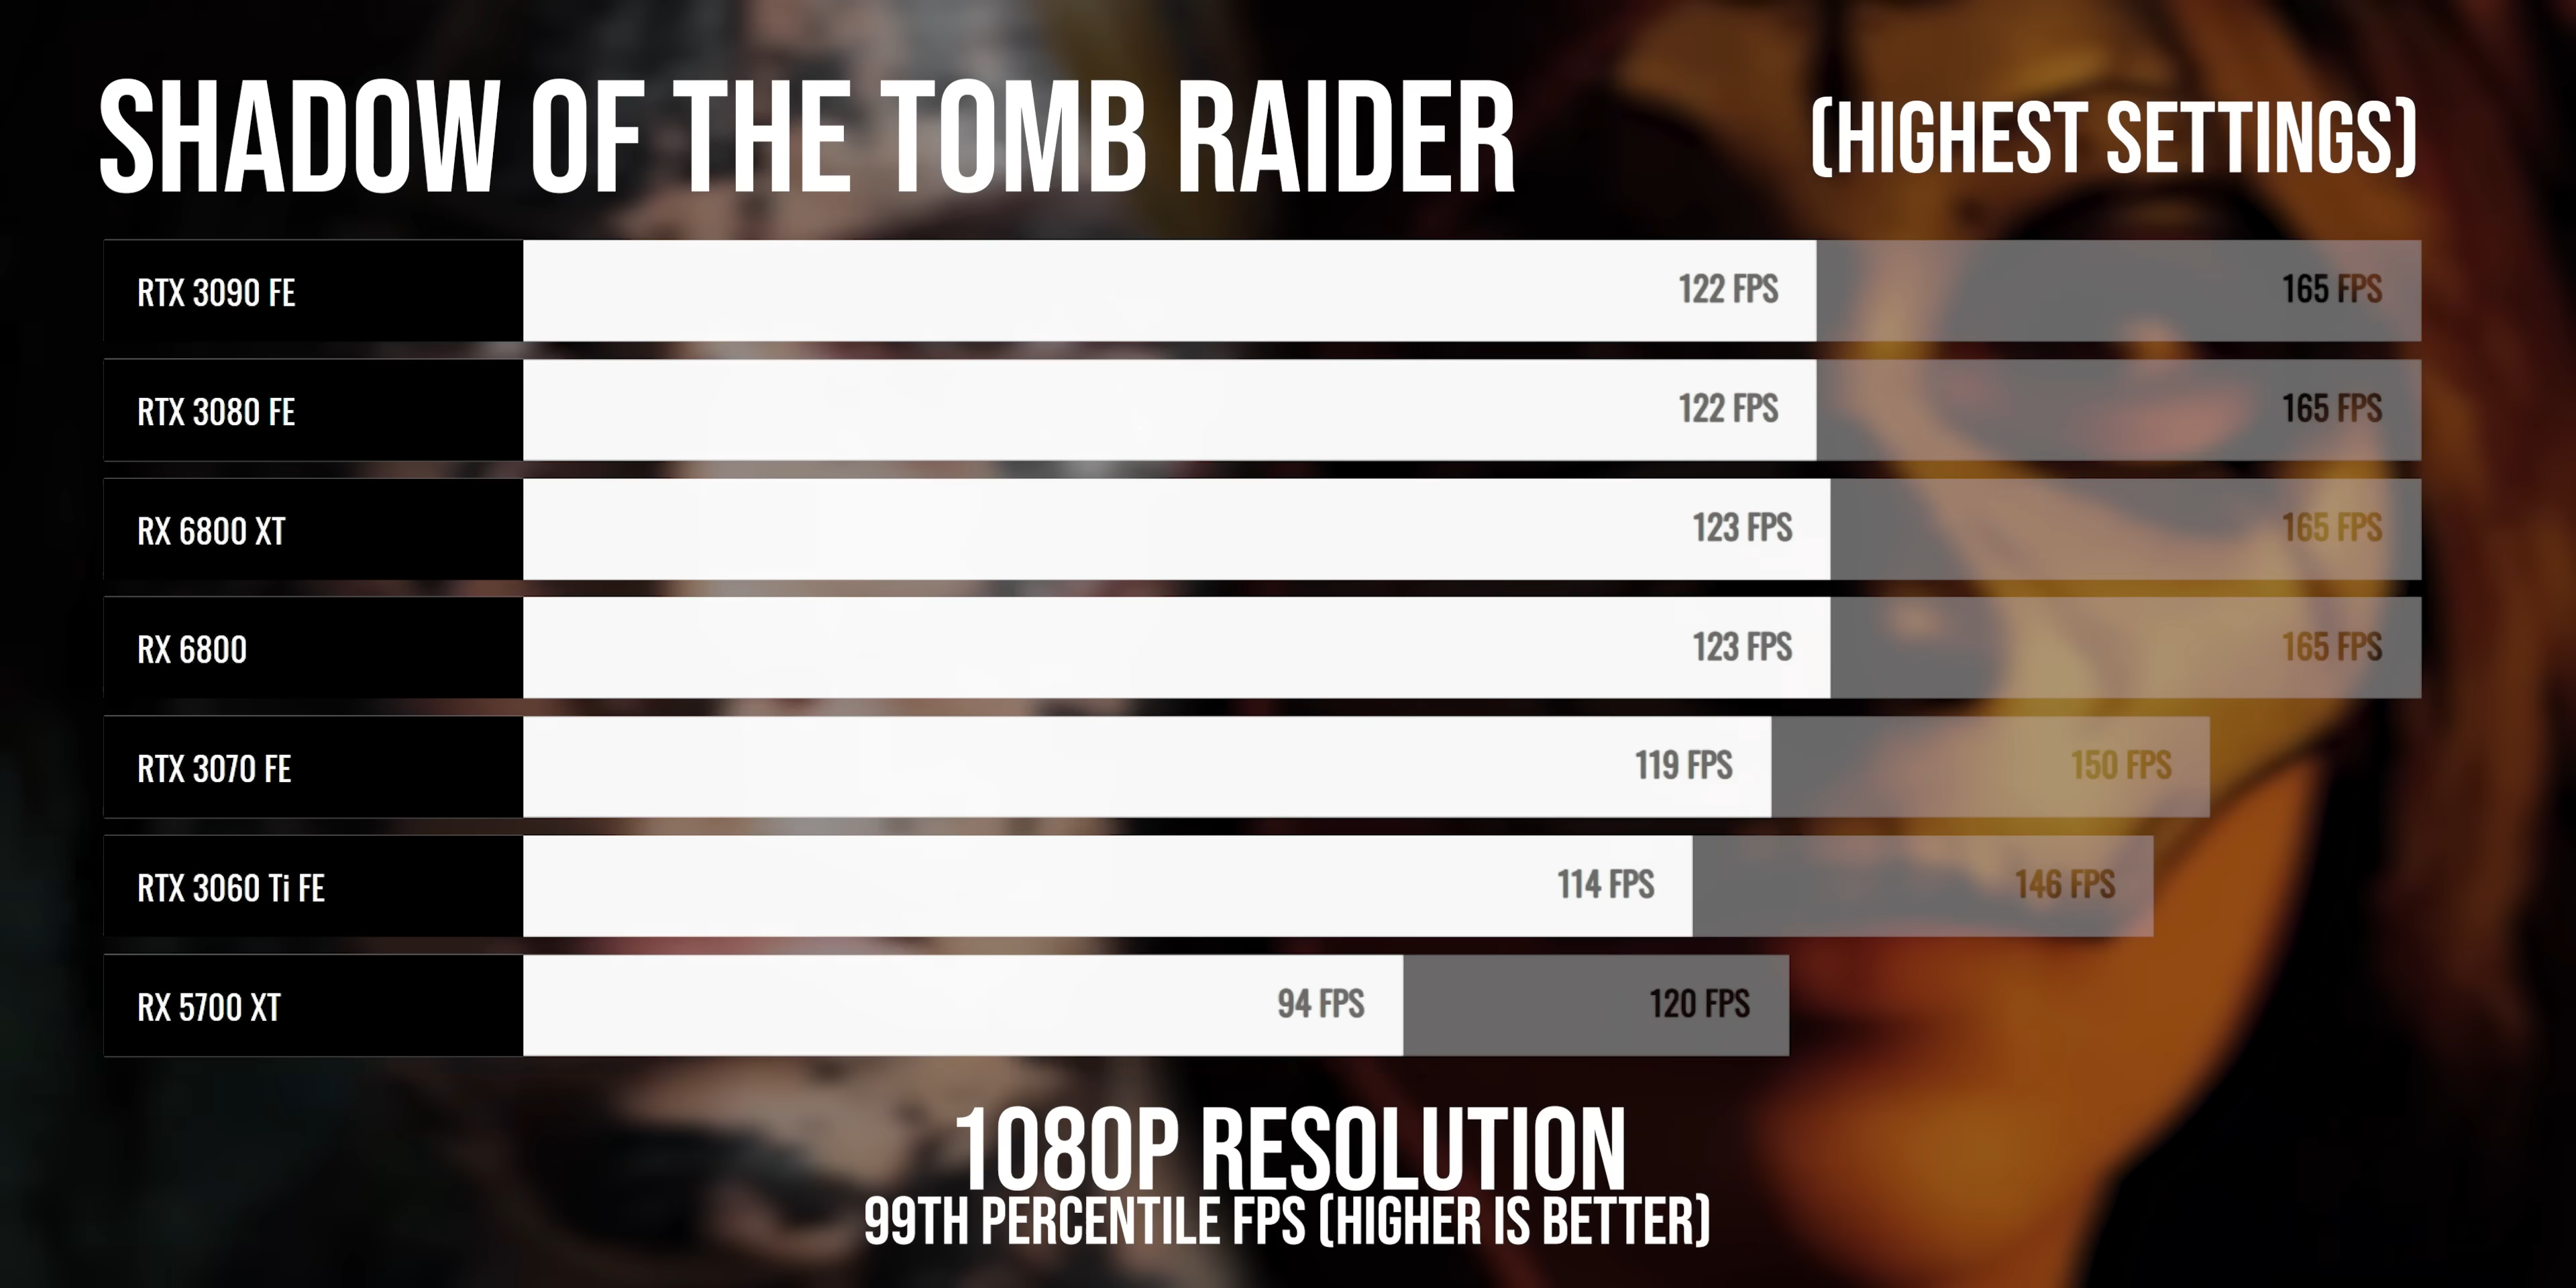 SHADOW OF THE TOMB RAIDER (HIGHEST SETTINGS)
RTX 3090 FE 122 FPS 165 FPS
RTX 3080 FE 122 FPS 165 FPS
RX 6800 XT 123 FPS 165 FPS
RX 6800 123 FPS 165 FPS
RTX 3070 FE 119 FPS 150 FPS
RTX 3060 Ti FE 114 FPS 146 FPS
RX 5700 XT 94 FPS 120 FPS
1080P RESOLUTION
99TH PERCENTILE FPS (HIGHER IS BETTER)